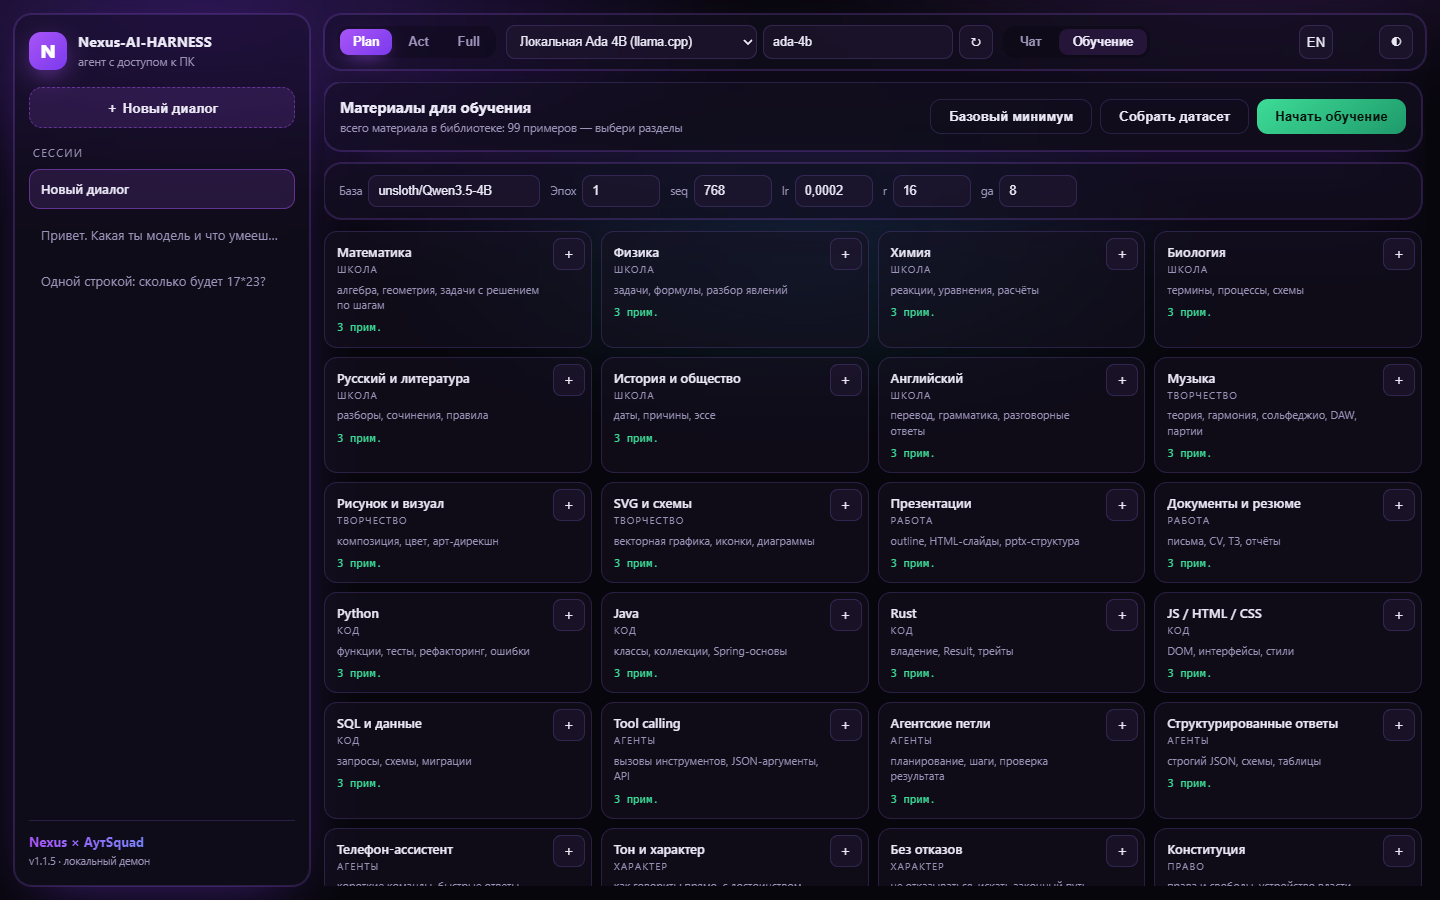 N
Nexus-AI-HARNESS
агент с доступом к ПК
+ Новый диалог
СЕССИИ
Новый диалог
Привет. Какая ты модель и что умееш...
Одной строкой: сколько будет 17*23?
Nexus × АутSquad
v1.1.5 · локальный демон
Plan Act Full Локальная Ada 4B (llama.cpp) ada-4b ↻ Чат Обучение EN ◐
Материалы для обучения
всего материала в библиотеке: 99 примеров — выбери разделы
Базовый минимум Собрать датасет Начать обучение
База unsloth/Qwen3.5-4B Эпох 1 seq 768 lr 0,0002 r 16 ga 8
Математика +
ШКОЛА
алгебра, геометрия, задачи с решением
по шагам
3 прим.
Физика +
ШКОЛА
задачи, формулы, разбор явлений
3 прим.
Химия +
ШКОЛА
реакции, уравнения, расчёты
3 прим.
Биология +
ШКОЛА
термины, процессы, схемы
3 прим.
Русский и литература +
ШКОЛА
разборы, сочинения, правила
3 прим.
История и общество +
ШКОЛА
даты, причины, эссе
3 прим.
Английский +
ШКОЛА
перевод, грамматика, разговорные
ответы
3 прим.
Музыка +
ТВОРЧЕСТВО
теория, гармония, сольфеджио, DAW,
партии
3 прим.
Рисунок и визуал +
ТВОРЧЕСТВО
композиция, цвет, арт-дирекшн
3 прим.
SVG и схемы +
ТВОРЧЕСТВО
векторная графика, иконки, диаграммы
3 прим.
Презентации +
РАБОТА
outline, HTML-слайды, pptx-структура
3 прим.
Документы и резюме +
РАБОТА
письма, CV, ТЗ, отчёты
3 прим.
Python +
КОД
функции, тесты, рефакторинг, ошибки
3 прим.
Java +
КОД
классы, коллекции, Spring-основы
3 прим.
Rust +
КОД
владение, Result, трейты
3 прим.
JS / HTML / CSS +
КОД
DOM, интерфейсы, стили
3 прим.
SQL и данные +
КОД
запросы, схемы, миграции
3 прим.
Tool calling +
АГЕНТЫ
вызовы инструментов, JSON-аргументы,
API
3 прим.
Агентские петли +
АГЕНТЫ
планирование, шаги, проверка
результата
3 прим.
Структурированные ответы +
АГЕНТЫ
строгий JSON, схемы, таблицы
3 прим.
Телефон-ассистент +
АГЕНТЫ
Тон и характер +
ХАРАКТЕР
Без отказов +
ХАРАКТЕР
Конституция +
ПРАВО